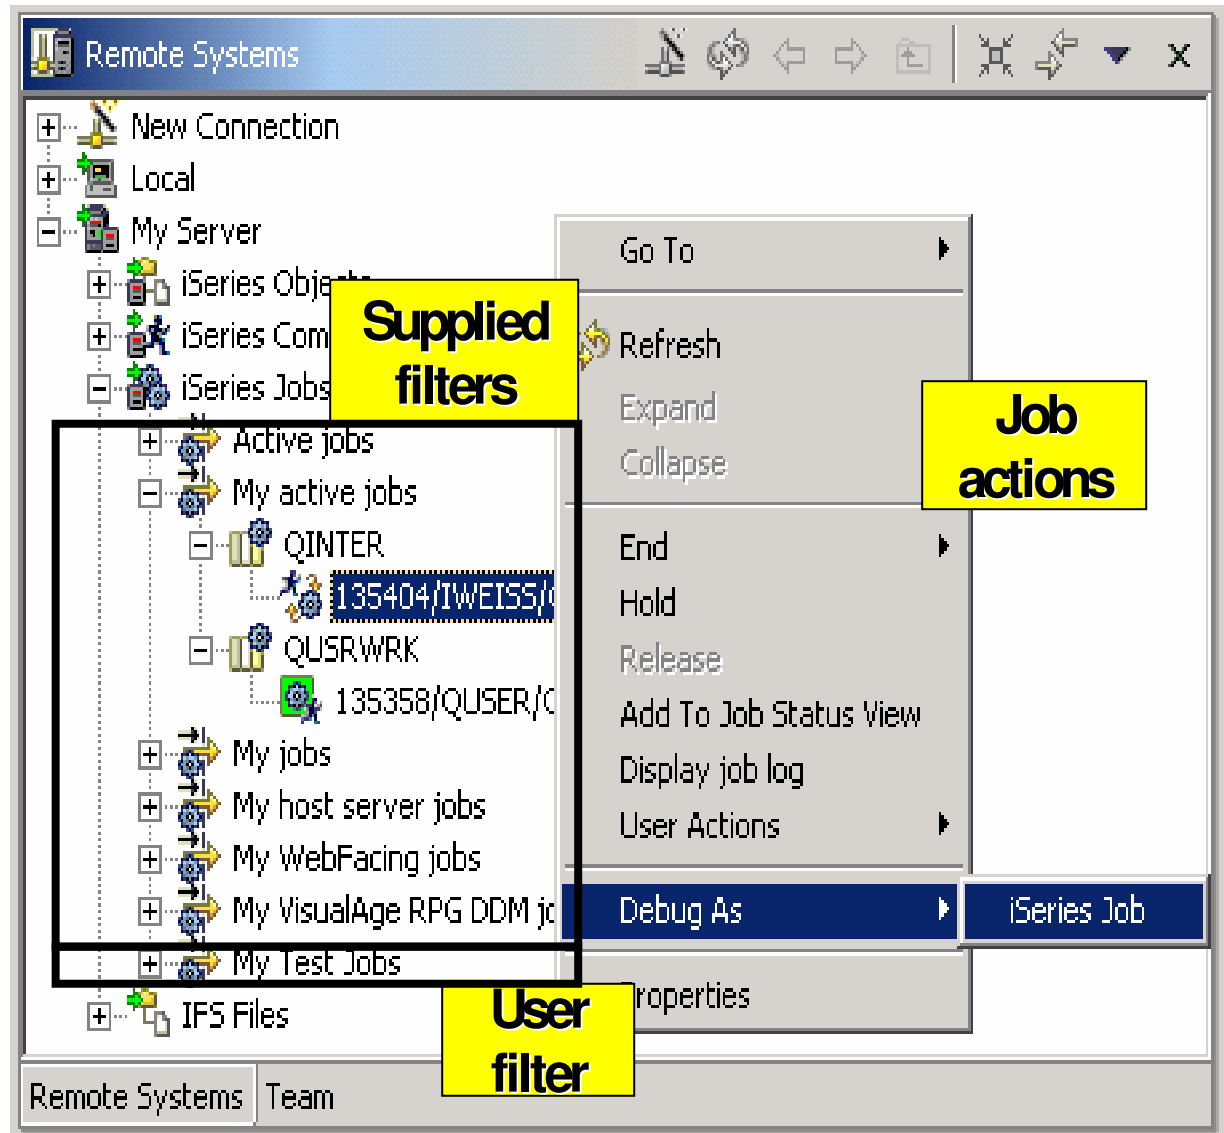 Remote Systems
New Connection
Local
My Server
iSeries Objects
iSeries Com
iSeries Jobs
Supplied
filters
Active jobs
My active jobs
QINTER
135404/IWEISS/
QUSRWRK
135358/QUSER/
My jobs
My host server jobs
My WebFacing jobs
My VisualAge RPG DDM
My Test Jobs
IFS Files
User
filter
Go To
Refresh
Expand
Collapse
Job
actions
End
Hold
Release
Add To Job Status View
Display job log
User Actions
Debug As
iSeries Job
Properties
Remote Systems
Team